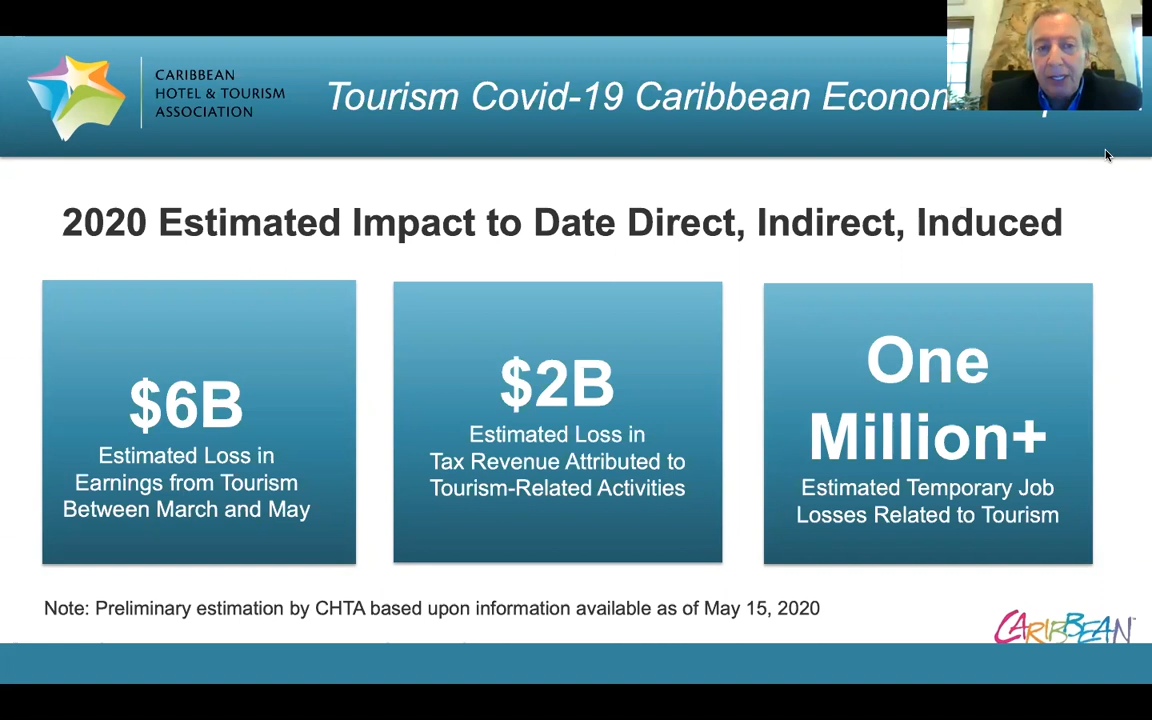 CARIBBEAN
HOTEL & TOURISM
ASSOCIATION
Tourism Covid-19 Caribbean
2020 Estimated Impact to Date Direct, Indirect, Induced
$6B
Estimated Loss in
Earnings from Tourism
Between March and May
$2B
Estimated Loss in
Tax Revenue Attributed to
Tourism-Related Activities
One
Million+
Estimated Temporary Job
Losses Related to Tourism
Note: Preliminary estimation by CHTA based upon information available as of May 15, 2020
CARIBBEAN